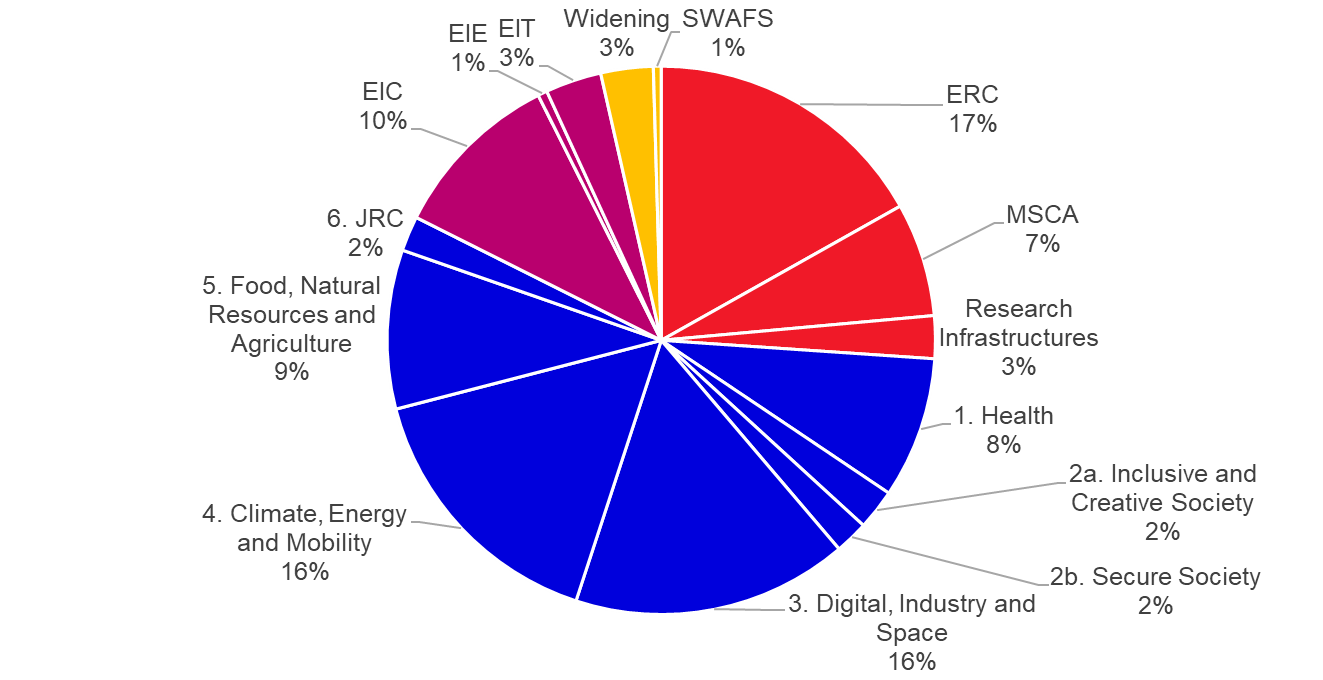 Widening
3%
SWAFS
1%
EIE
1%
EIT
3%
EIC
10%
ERC
17%
6. JRC
2%
MSCA
7%
5. Food, Natural
Resources and
Agriculture
9%
Research
Infrastructures
3%
1. Health
8%
4. Climate, Energy
and Mobility
16%
2a. Inclusive and
Creative Society
2%
2b. Secure Society
2%
3. Digital, Industry and
Space
16%